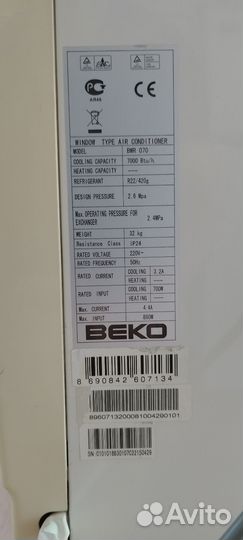 AR46
WINDOW TYPE AIR CONDITIONER
MODEL BWR 070
COOLING CAPACITY 7000 Btu/h
HEATING CAPACITY ----
REFRIGERANT R22/420g
DESIGN PRESSURE 2.6 Mpa
Max.OPERATING PRESSURE FOR EXCHANGER 2.4MPa
WEIGHT 32 kg
Resistance Class IP24
RATED VOLTAGE 220V~
RATED FREQUENCY 50Hz
RATED CURRENT COOLING 3.2A
HEATING ----
RATED INPUT COOLING 700W
HEATING ----
Max. CURRENT 4.4A
Max. INPUT 860W
BEKO
8 690842 607134
8960713200081004290101
Avito